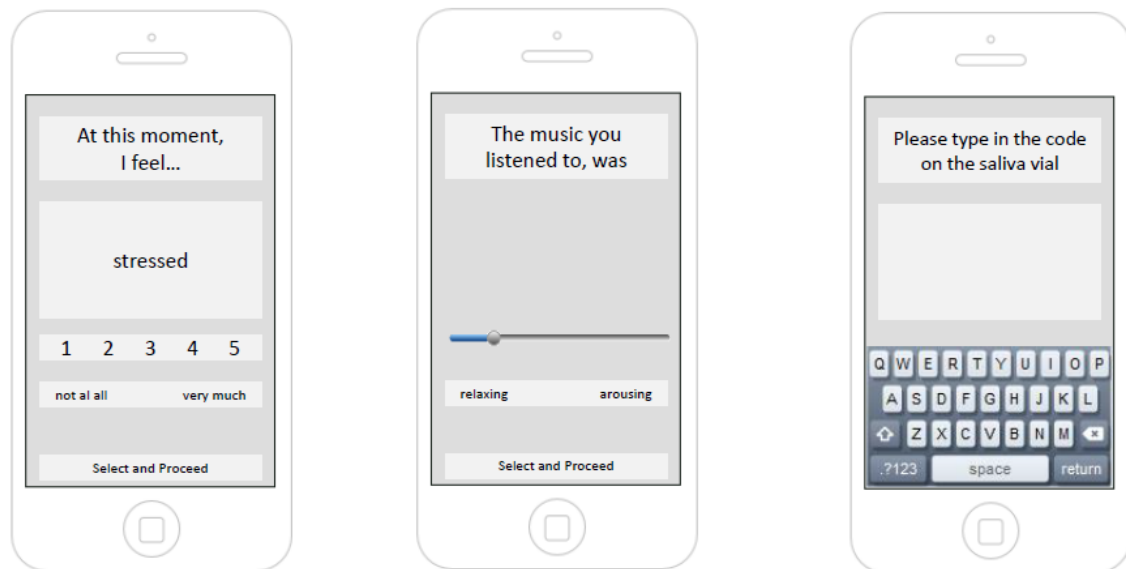 At this moment,
I feel...
stressed
1 2 3 4 5
not al all very much
Select and Proceed
The music you
listened to, was
relaxing arousing
Select and Proceed
Please type in the code
on the saliva vial
Q W E R T Y U I O P
A S D F G H J K L
Z X C V B N M
.?123 space return